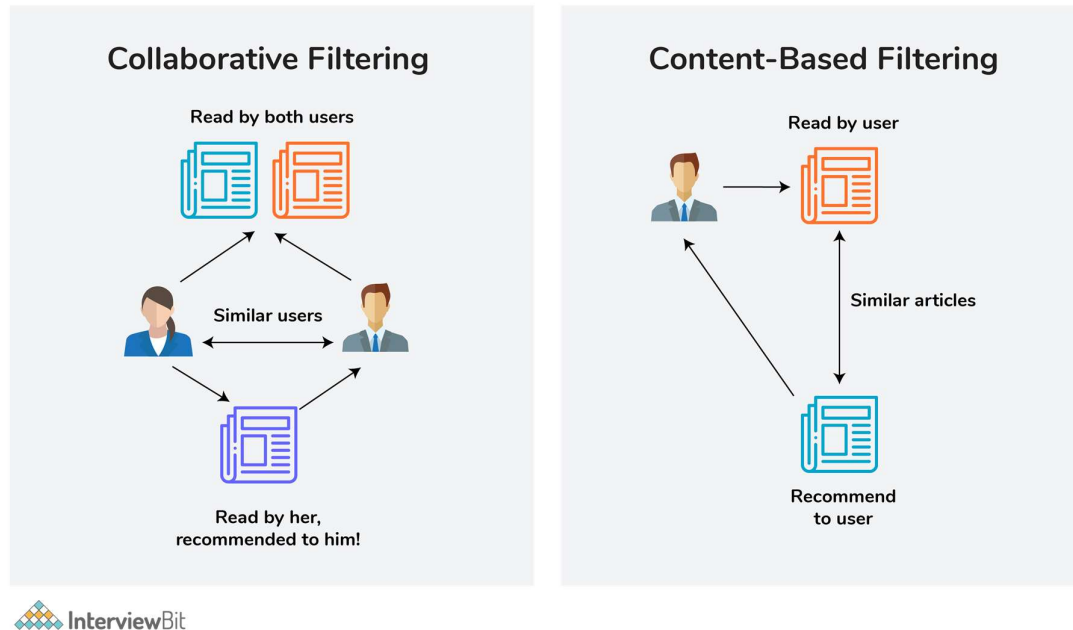 Collaborative Filtering
Read by both users
Similar users
Read by her,
recommended to him!
Content-Based Filtering
Read by user
Similar articles
Recommend
to user
InterviewBit